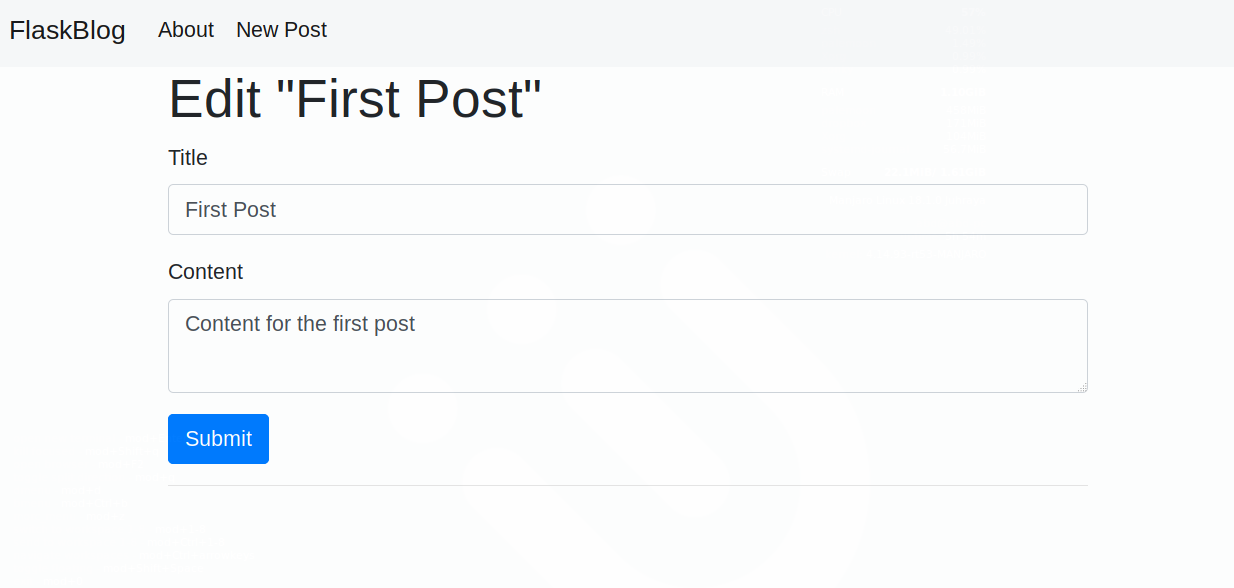 FlaskBlog About New Post
Edit "First Post"
Title
First Post
Content
Content for the first post
Submit